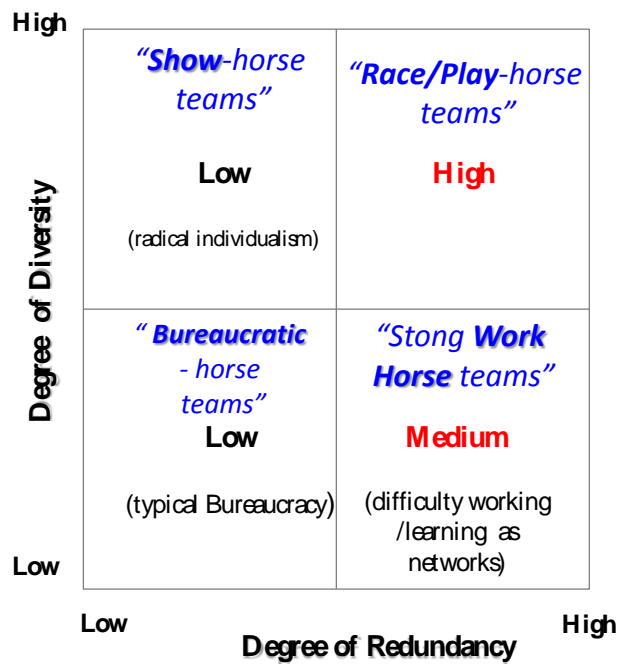 High
“Show-horse
teams”
Low
(radical individualism)
“Race/Play-horse
teams”
High
Degree of Diversity
“ Bureaucratic
- horse
teams”
Low
(typical Bureaucracy)
“Stong Work
Horse teams”
Medium
(difficulty working
/learning as
networks)
Low
Low
High
Degree of Redundancy